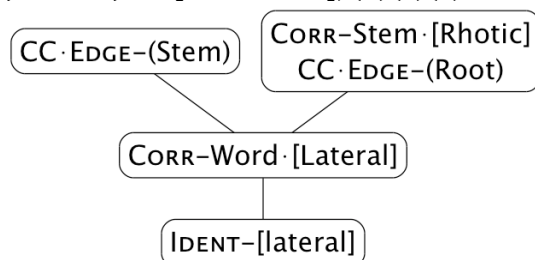 CC·EDGE–(Stem)
CORR–Stem·[Rhotic]
CC·EDGE–(Root)
CORR–Word·[Lateral]
IDENT–[lateral]